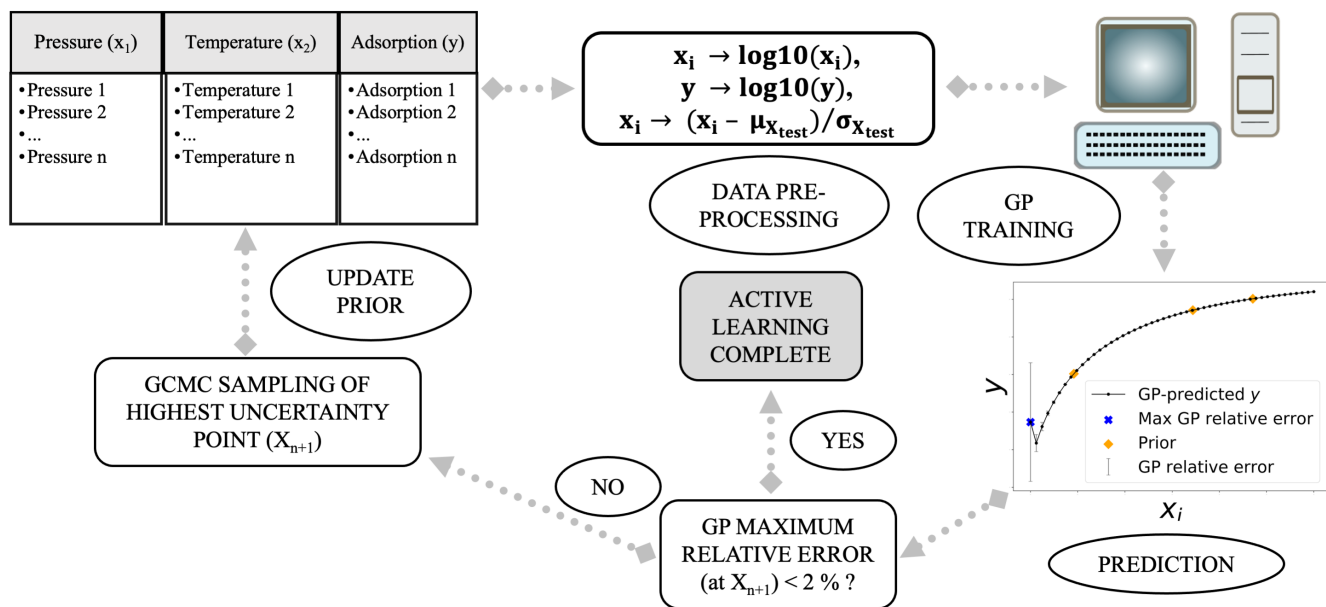 Pressure (x₁) Temperature (x₂) Adsorption (y)
•Pressure 1 •Temperature 1 •Adsorption 1
•Pressure 2 •Temperature 2 •Adsorption 2
•... •... •...
•Pressure n •Temperature n •Adsorption n
xᵢ → log10(xᵢ),
y → log10(y),
xᵢ → (xᵢ – μ_X_test)/σ_X_test
DATA PRE-
PROCESSING
GP
TRAINING
UPDATE
PRIOR
ACTIVE
LEARNING
COMPLETE
y
GP-predicted y
Max GP relative error
Prior
GP relative error
xᵢ
PREDICTION
GCMC SAMPLING OF
HIGHEST UNCERTAINTY
POINT (Xₙ₊₁)
YES
NO
GP MAXIMUM
RELATIVE ERROR
(at Xₙ₊₁) < 2 % ?